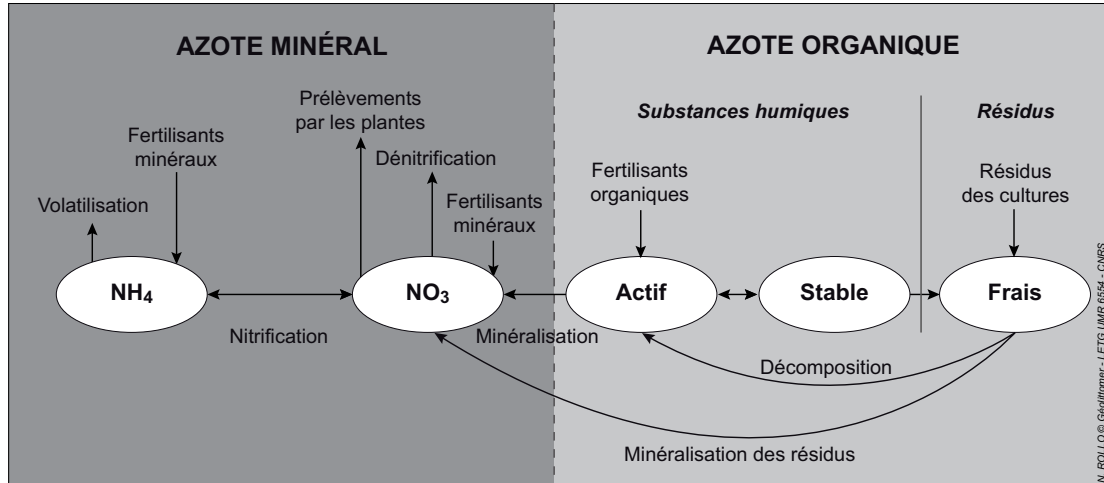 AZOTE MINÉRAL
AZOTE ORGANIQUE
Prélèvements
par les plantes
Substances humiques
Résidus
Fertilisants
minéraux
Dénitrification
Fertilisants
organiques
Résidus
des cultures
Volatilisation
Fertilisants
minéraux
NH4
NO3
Actif
Stable
Frais
Nitrification
Minéralisation
Décomposition
Minéralisation des résidus
N. ROLLO © Géolittomer - LETG UMR 6554 - CNRS